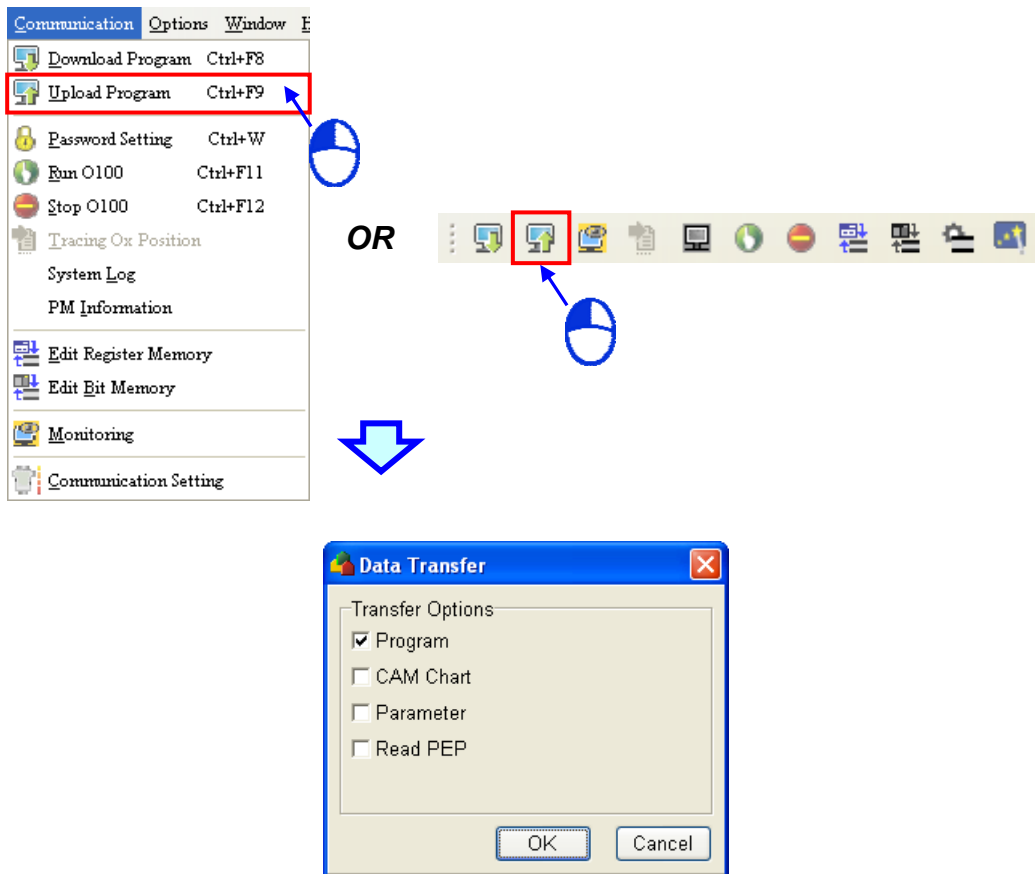 Communication Options Window
Download Program Ctrl+F8
Upload Program Ctrl+F9
Password Setting Ctrl+W
Run O100 Ctrl+F11
Stop O100 Ctrl+F12
Tracing Ox Position
System Log
PM Information
Edit Register Memory
Edit Bit Memory
Monitoring
Communication Setting
OR
Data Transfer
Transfer Options
Program
CAM Chart
Parameter
Read PEP
OK Cancel